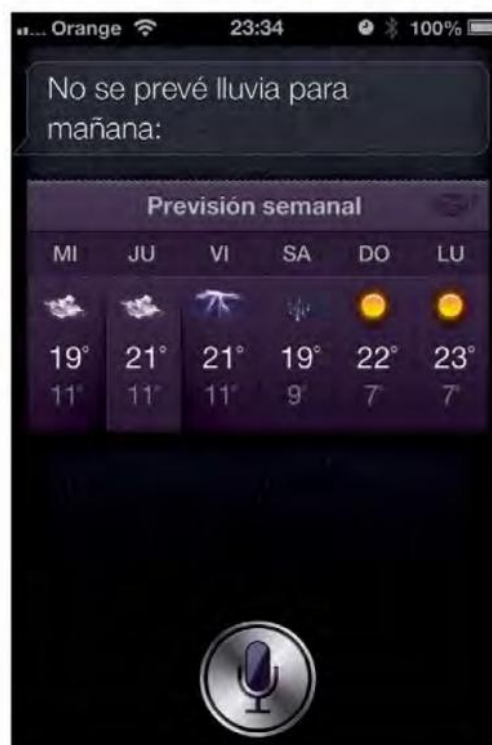 ... Orange 23:34 100%
No se prevé lluvia para
mañana:
Previsión semanal
MI JU VI SA DO LU
19° 21° 21° 19° 22° 23°
11° 11° 11° 9° 7° 7°